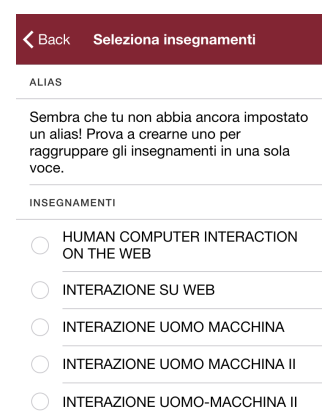 Back Seleziona insegnamenti
ALIAS
Sembra che tu non abbia ancora impostato
un alias! Prova a crearne uno per
raggruppare gli insegnamenti in una sola
voce.
INSEGNAMENTI
HUMAN COMPUTER INTERACTION
ON THE WEB
INTERAZIONE SU WEB
INTERAZIONE UOMO MACCHINA
INTERAZIONE UOMO MACCHINA II
INTERAZIONE UOMO-MACCHINA II